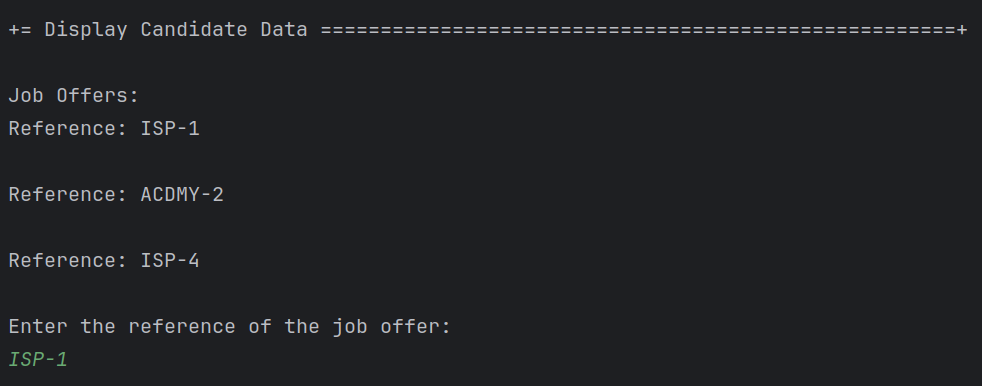 += Display Candidate Data =====================================================+
Job Offers:
Reference: ISP-1
Reference: ACDMY-2
Reference: ISP-4
Enter the reference of the job offer:
ISP-1